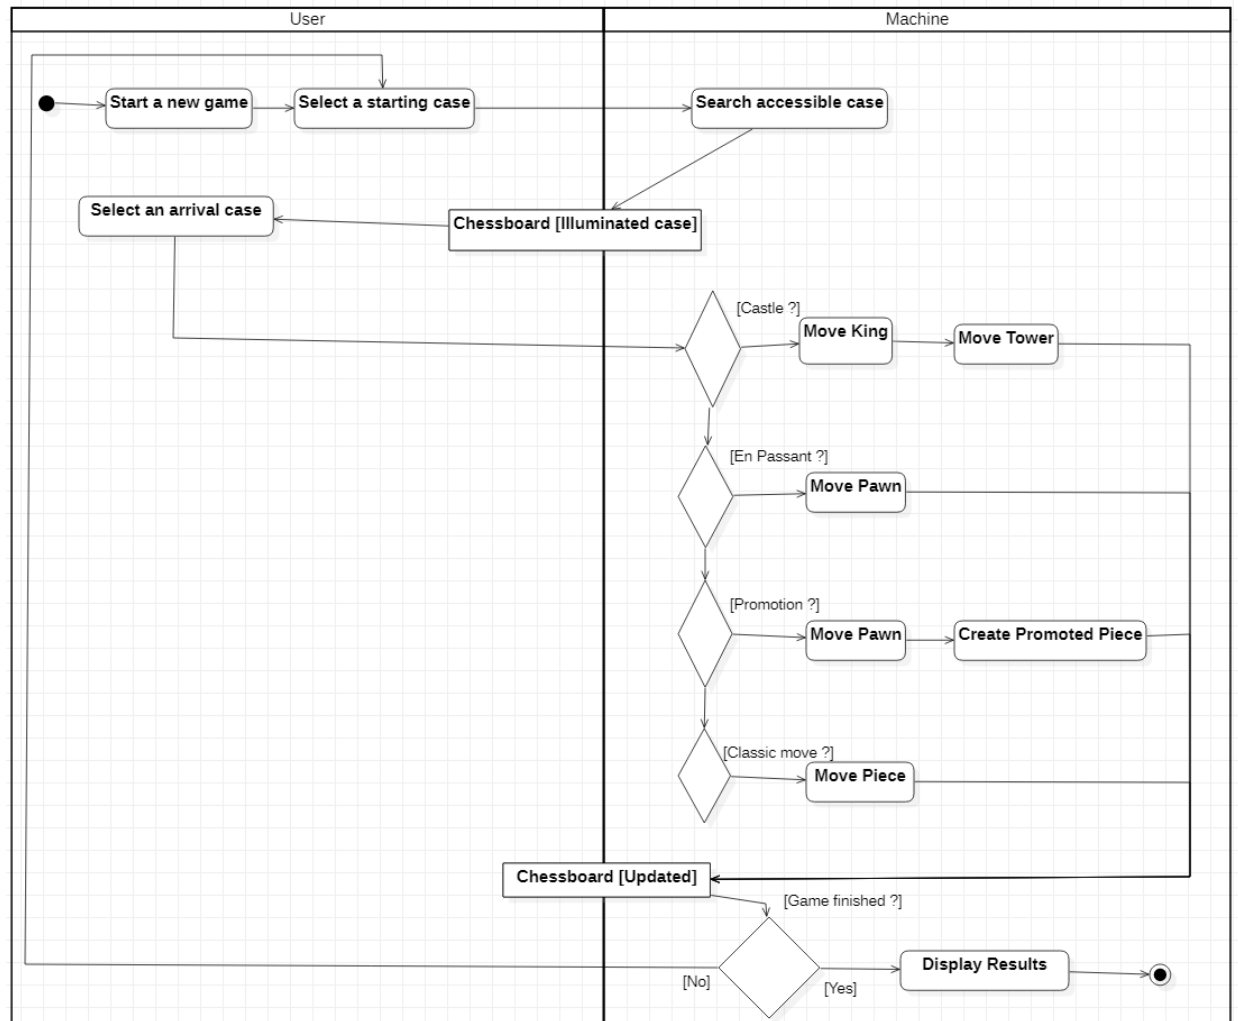 User
Machine
Start a new game
Select a starting case
Search accessible case
Select an arrival case
Chessboard [Illuminated case]
[Castle ?]
Move King
Move Tower
[En Passant ?]
Move Pawn
[Promotion ?]
Move Pawn
Create Promoted Piece
[Classic move ?]
Move Piece
Chessboard [Updated]
[Game finished ?]
Display Results
[No]
[Yes]